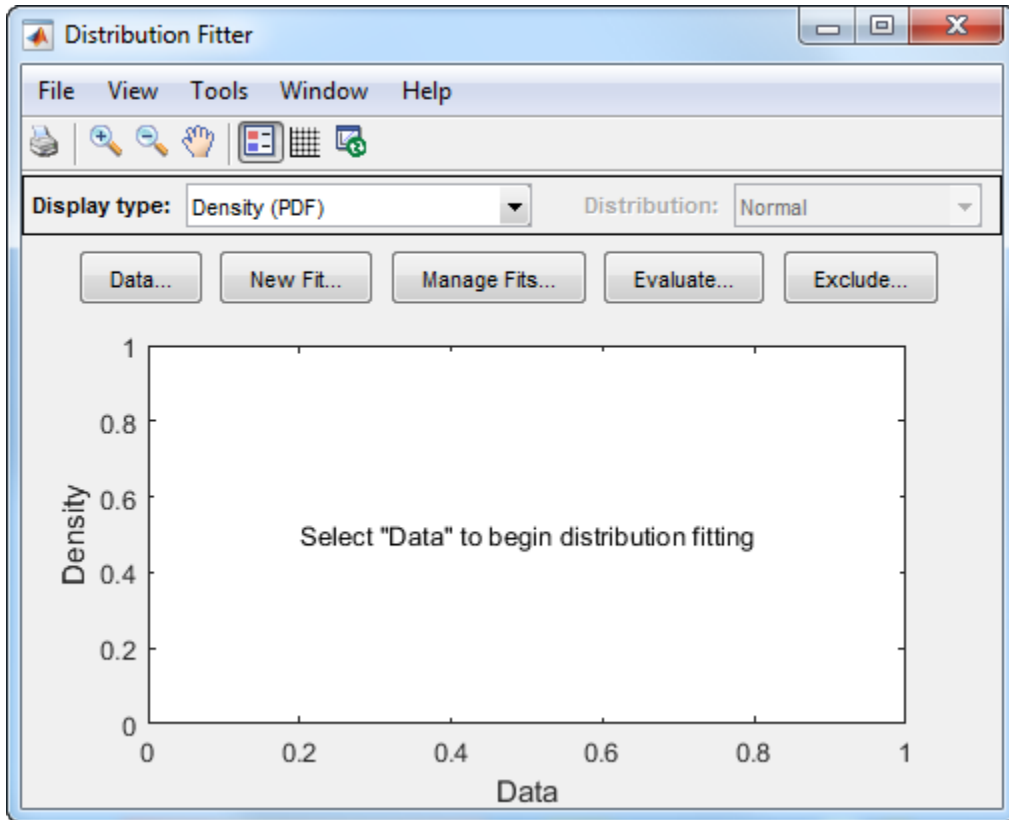 Distribution Fitter
File View Tools Window Help
Display type: Density (PDF) Distribution: Normal
Data... New Fit... Manage Fits... Evaluate... Exclude...
1
0.8
0.6
0.4
0.2
0
Density
Select "Data" to begin distribution fitting
0 0.2 0.4 0.6 0.8 1
Data